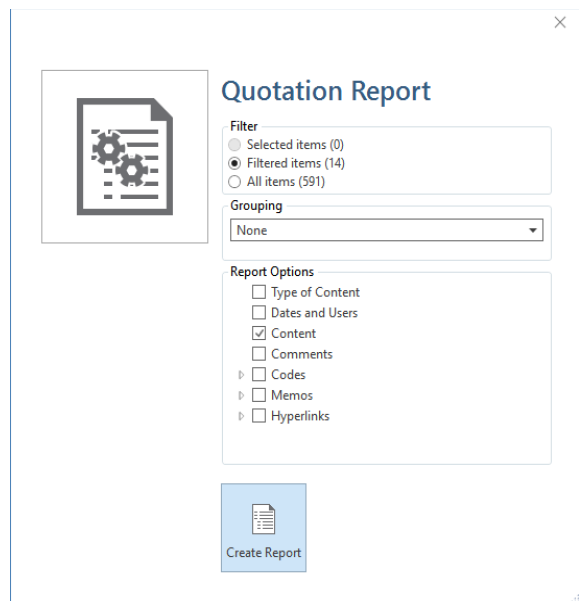 Quotation Report
Filter
Selected items (0)
Filtered items (14)
All items (591)
Grouping
None
Report Options
Type of Content
Dates and Users
Content
Comments
Codes
Memos
Hyperlinks
Create Report